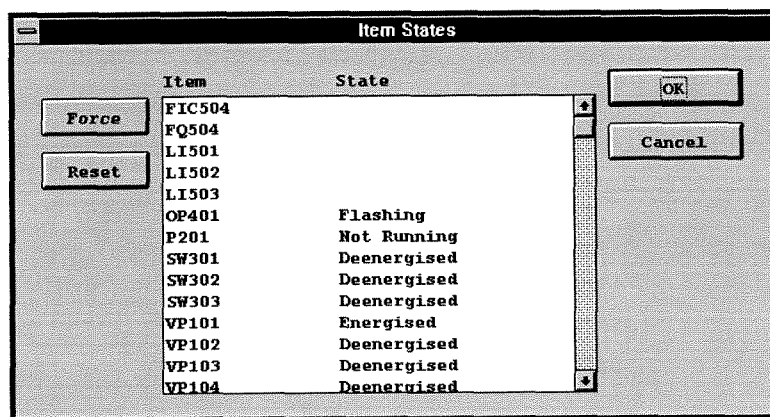 Item States
Item State
Force
Reset
FIC504
FQ504
LI501
LI502
LI503
OP401 Flashing
P201 Not Running
SW301 Deenergised
SW302 Deenergised
SW303 Deenergised
VP101 Energised
VP102 Deenergised
VP103 Deenergised
VP104 Deenergised
OK
Cancel